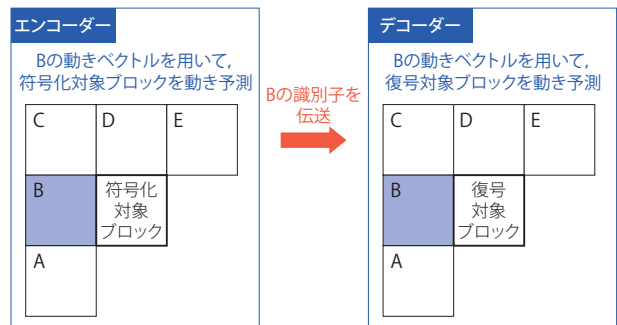 エンコーダー
Bの動きベクトルを用いて,
符号化対象ブロックを動き予測
C
D
E
B
符号化
対象
ブロック
A
Bの識別子を
伝送
デコーダー
Bの動きベクトルを用いて,
復号対象ブロックを動き予測
C
D
E
B
復号
対象
ブロック
A